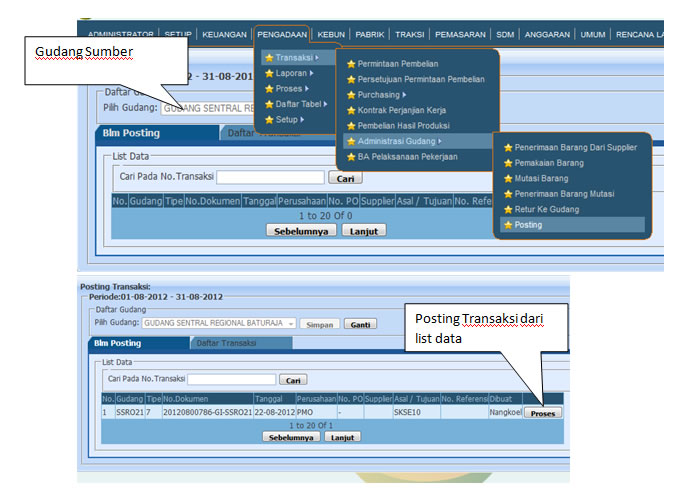 ADMINISTRATOR | SETUP | KEUANGAN | PENGADAAN | KEBUN | PABRIK | TRAKSI | PEMASARAN | SDM | ANGGARAN | UMUM | RENCANA LA
Gudang Sumber
Transaksi
Laporan
Proses
Daftar Tabel
Setup
Permintaan Pembelian
Persetujuan Permintaan Pembelian
Purchasing
Kontrak Perjanjian Kerja
Pembelian Hasil Produksi
Administrasi Gudang
BA Pelaksanaan Pekerjaan
Penerimaan Barang Dari Supplier
Pemakaian Barang
Mutasi Barang
Penerimaan Barang Mutasi
Retur Ke Gudang
Posting
2 - 31-08-201
Daftar Gu
Pilih Gudang: GUDANG SENTRAL RE
Blm Posting Daftar
List Data
Cari Pada No.Transaksi Cari
No. Gudang Tipe No.Dokumen Tanggal Perusahaan No. PO Supplier Asal / Tujuan No. Refe
1 to 20 Of 0
Sebelumnya Lanjut
Posting Transaksi:
Periode:01-08-2012 - 31-08-2012
Daftar Gudang
Pilih Gudang: GUDANG SENTRAL REGIONAL BATURAJA Simpan Ganti
Posting Transaksi dari
list data
Blm Posting Daftar Transaksi
List Data
Cari Pada No.Transaksi Cari
No. Gudang Tipe No.Dokumen Tanggal Perusahaan No. PO Supplier Asal / Tujuan No. Referensi Dibuat
1 SSRO21 7 20120800786-GI-SSRO21 22-08-2012 PMO - SKSE10 Nangkoel Proses
1 to 20 Of 1
Sebelumnya Lanjut